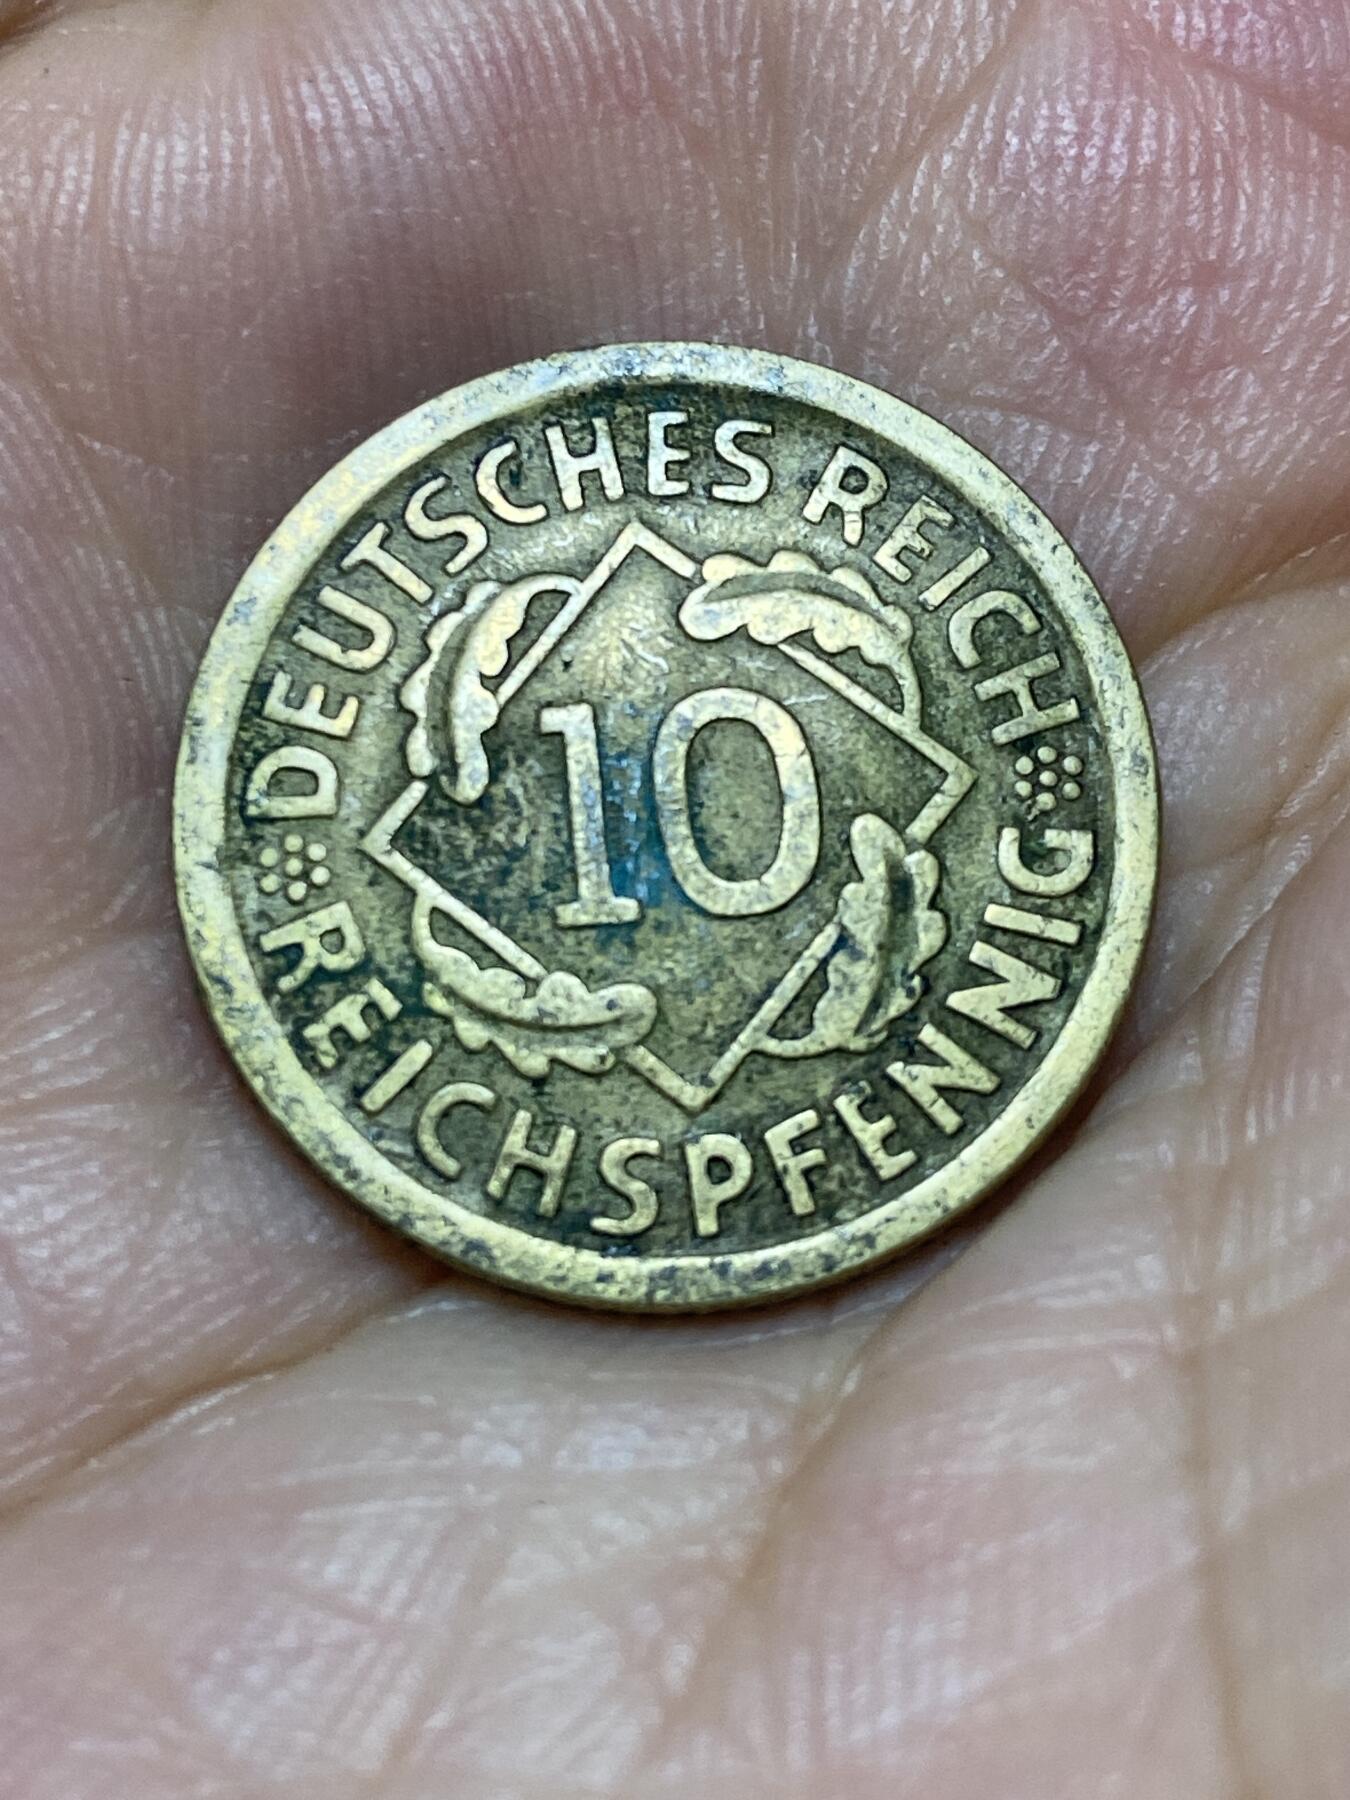 DEUTSCHES REICH
10
REICHSPFENNIG